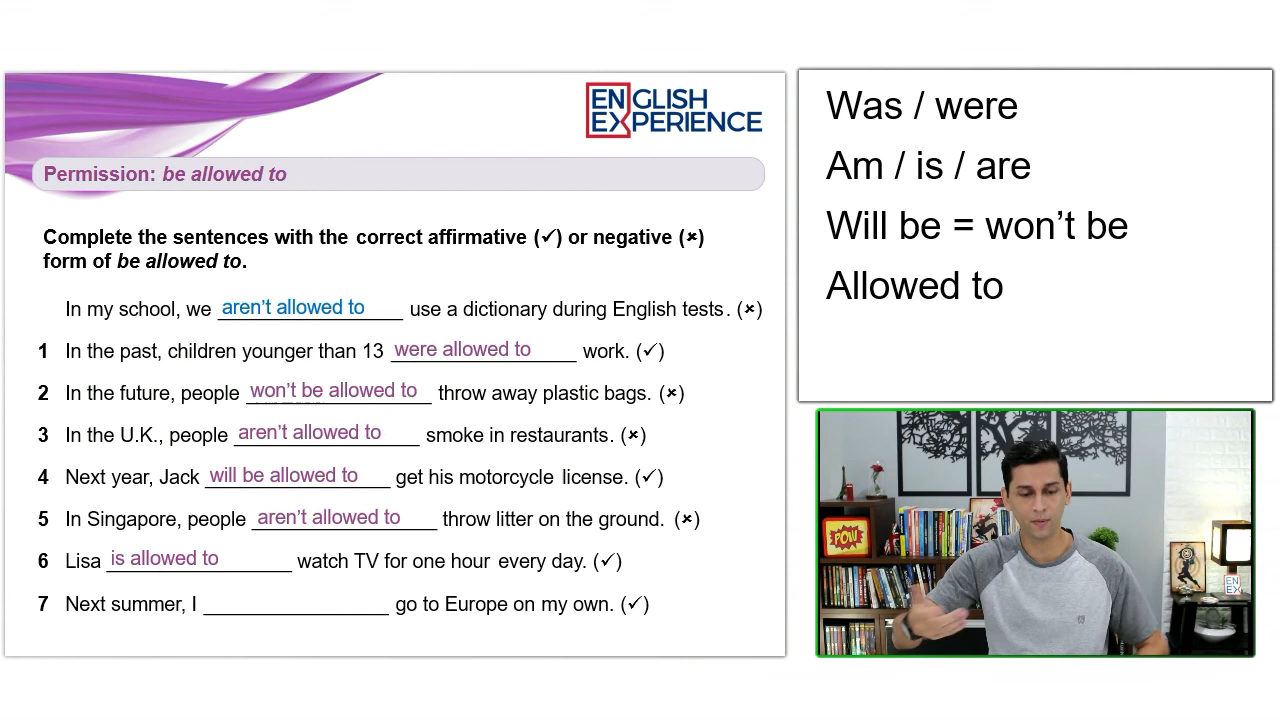 ENGLISH
EXPERIENCE
Permission: be allowed to
Complete the sentences with the correct affirmative (✓) or negative (×)
form of be allowed to.
In my school, we aren't allowed to use a dictionary during English tests. (×)
1 In the past, children younger than 13 were allowed to work. (✓)
2 In the future, people won't be allowed to throw away plastic bags. (×)
3 In the U.K., people aren't allowed to smoke in restaurants. (×)
4 Next year, Jack will be allowed to get his motorcycle license. (✓)
5 In Singapore, people aren't allowed to throw litter on the ground. (×)
6 Lisa is allowed to watch TV for one hour every day. (✓)
7 Next summer, I ________________ go to Europe on my own. (✓)
Was / were
Am / is / are
Will be = won't be
Allowed to
POW
EN
EX